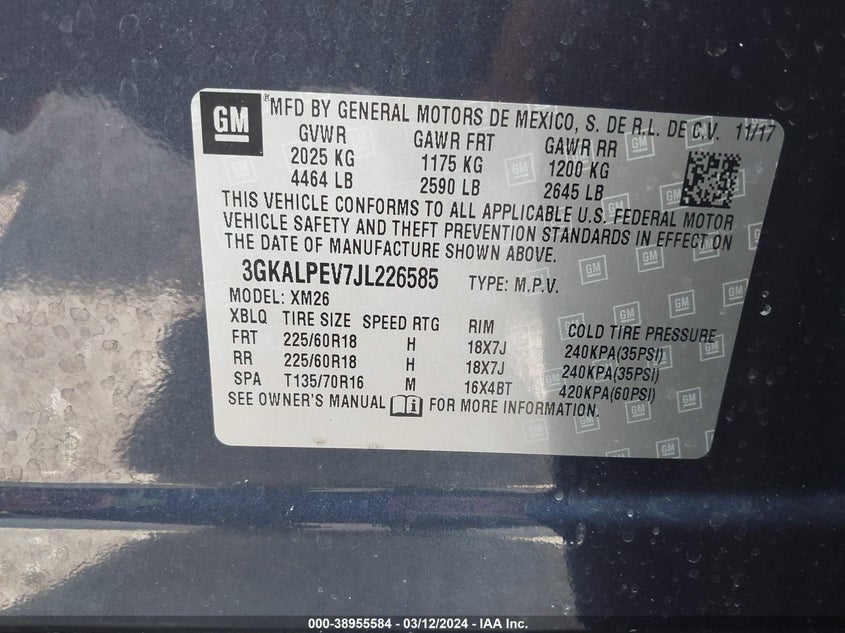 GM
®MFD BY GENERAL MOTORS DE MEXICO, S. DE R.L. DE C.V. 11/17
GVWR GAWR FRT GAWR RR
2025 KG 1175 KG 1200 KG
4464 LB 2590 LB 2645 LB
THIS VEHICLE CONFORMS TO ALL APPLICABLE U.S. FEDERAL MOTOR
VEHICLE SAFETY AND THEFT PREVENTION STANDARDS IN EFFECT ON
THE DATE OF MANUFACTURE SHOWN ABOVE.
3GKALPEV7JL226585 TYPE: M.P.V.
MODEL: XM26
XBLQ TIRE SIZE SPEED RTG RIM COLD TIRE PRESSURE
FRT 225/60R18 H 18X7J 240KPA(35PSI)
RR 225/60R18 H 18X7J 240KPA(35PSI)
SPA T135/70R16 M 16X4BT 420KPA(60PSI)
SEE OWNER'S MANUAL FOR MORE INFORMATION.
000-38955584 - 03/12/2024 - IAA Inc.